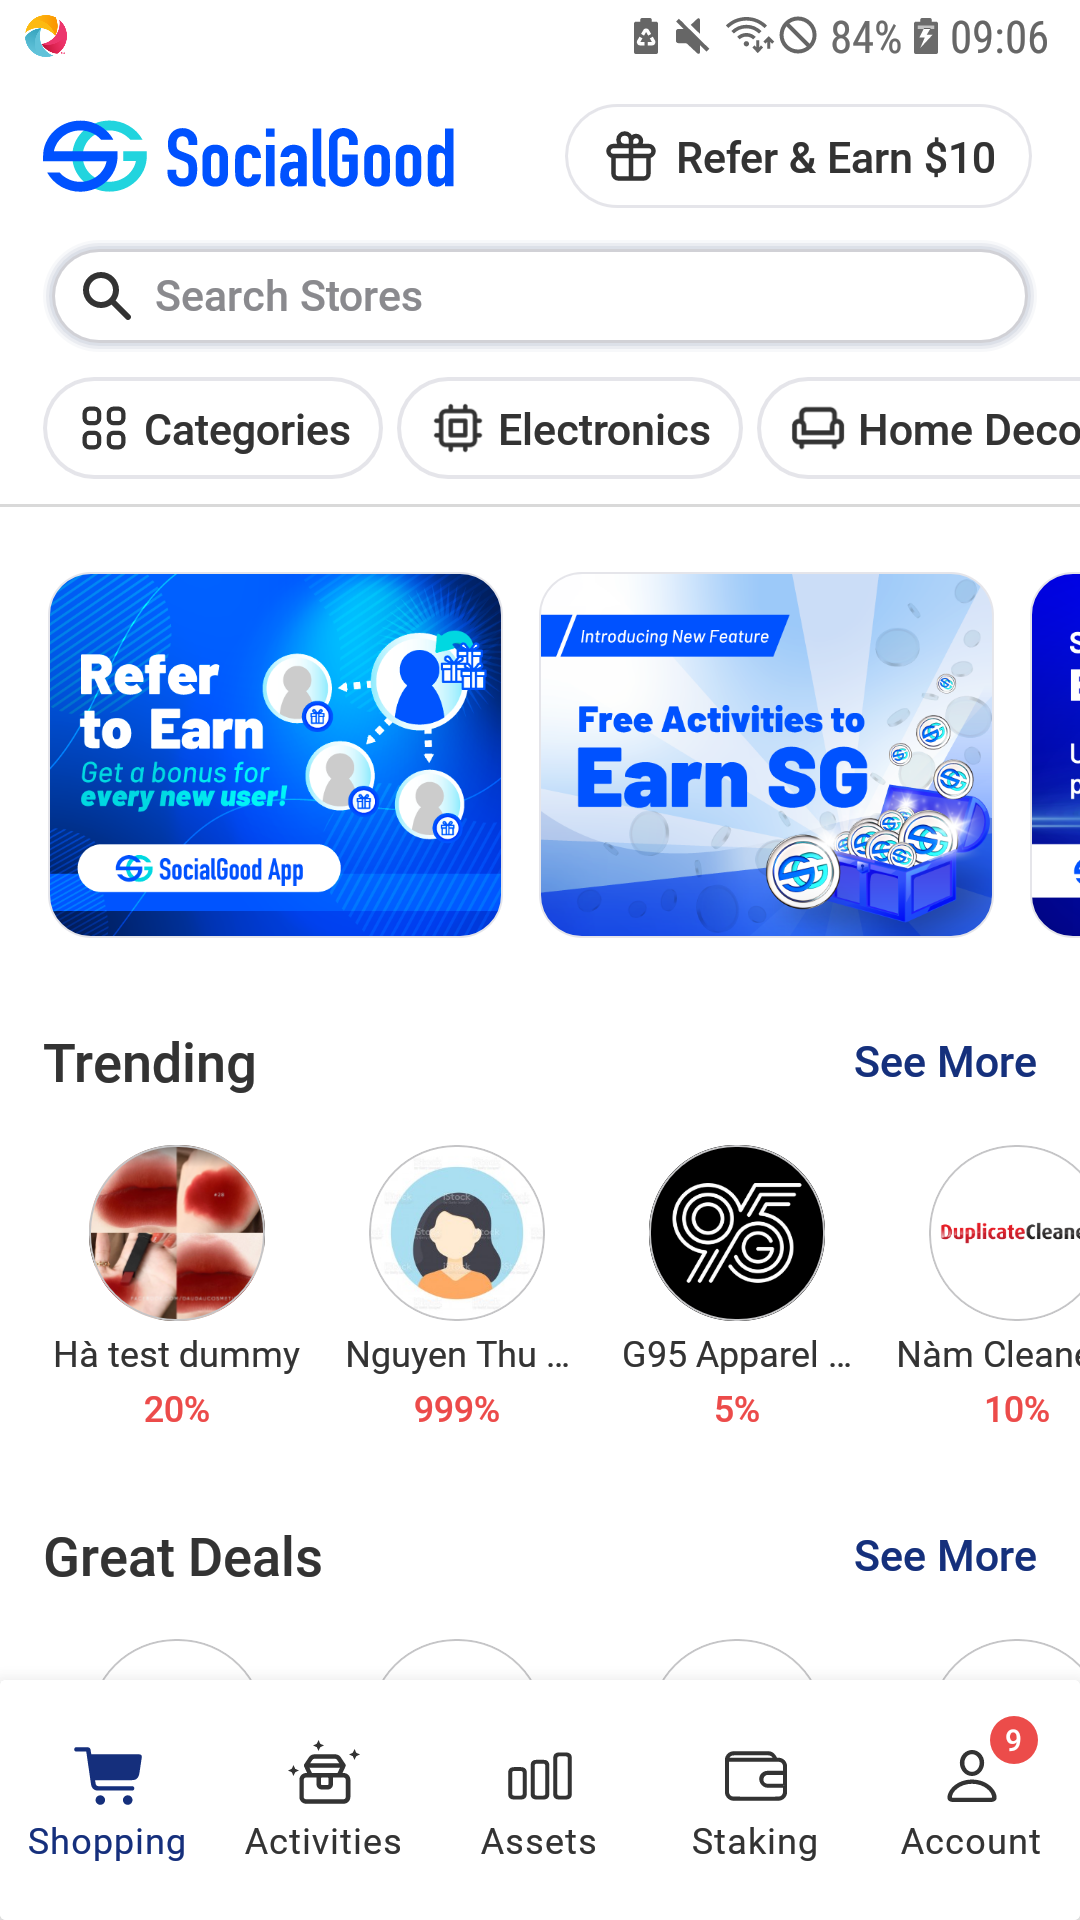 84% 09:06
SocialGood
Refer & Earn $10
Search Stores
Categories
Electronics
Home Deco
Refer
to Earn
Get a bonus for
every new user!
SocialGood App
Introducing New Feature
Free Activities to
Earn SG
Trending
See More
iStock
G95
DuplicateCleane
Hà test dummy
Nguyen Thu ...
G95 Apparel ...
Nàm Cleane
20%
999%
5%
10%
Great Deals
See More
9
Shopping
Activities
Assets
Staking
Account